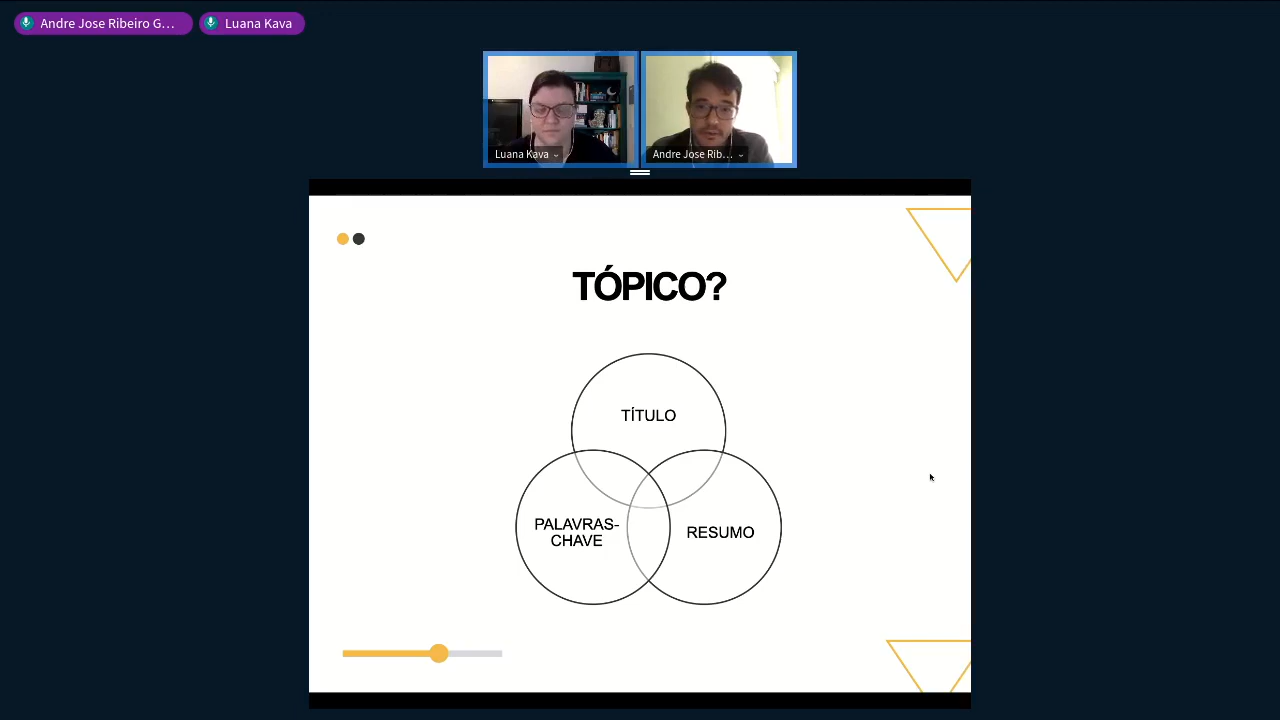 Andre Jose Ribeiro G...
Luana Kava
Luana Kava
Andre Jose Rib...
TÓPICO?
TÍTULO
PALAVRAS-
CHAVE
RESUMO